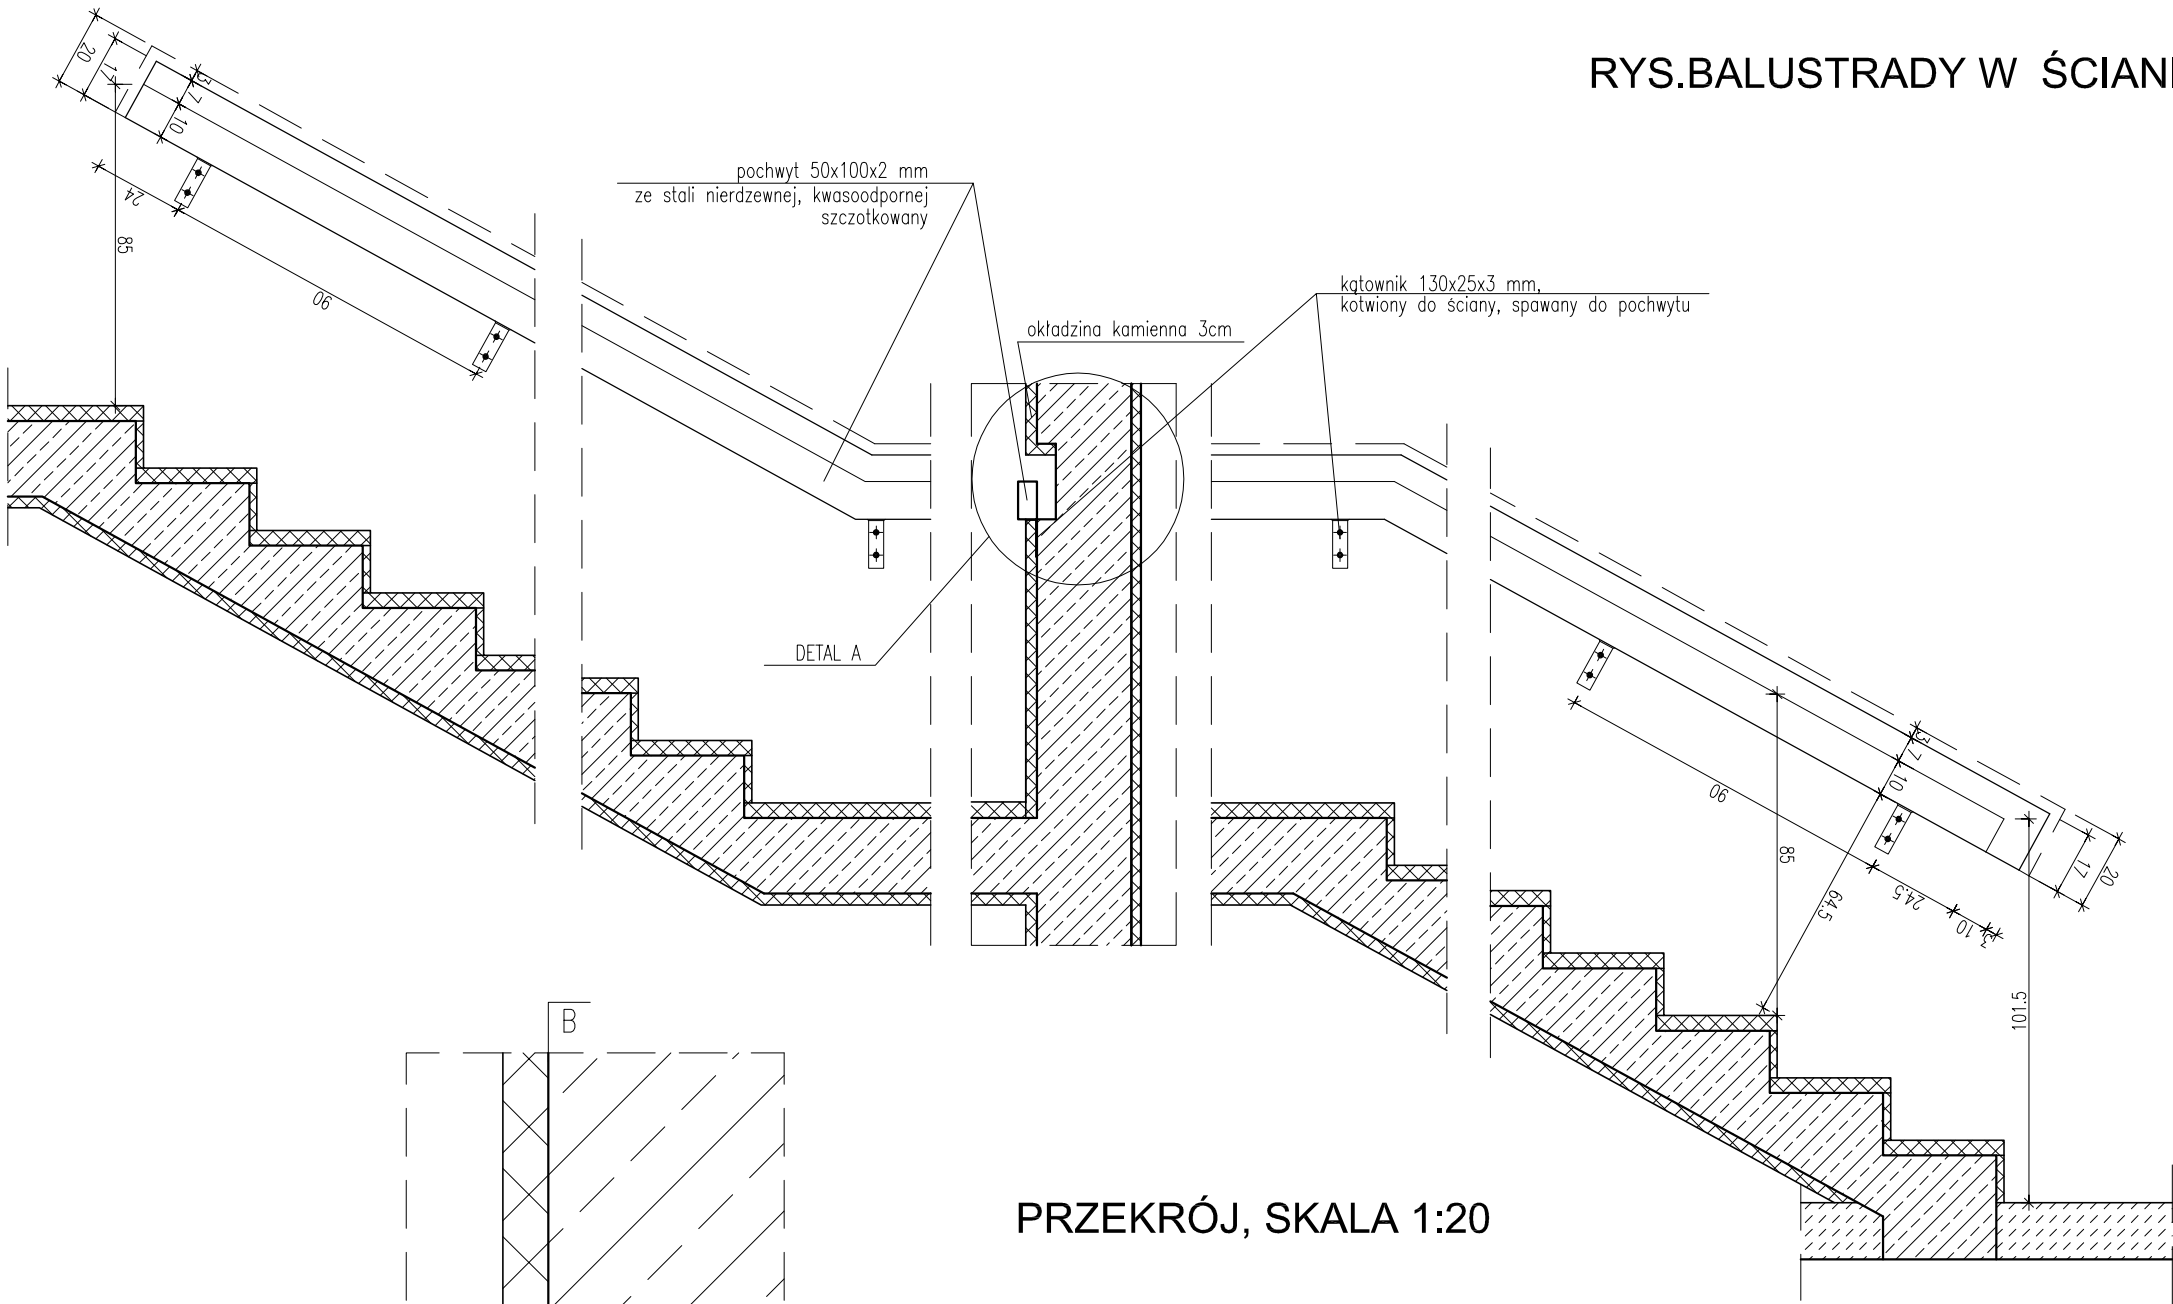 RYS.BALUSTRADY W ŚCIANI
20
17
3
7
10
24
85
90
pochwyt 50x100x2 mm
ze stali nierdzewnej, kwasoodpornej
szczotkowany
kątownik 130x25x3 mm,
kotwiony do ściany, spawany do pochwytu
okładzina kamienna 3cm
DETAL A
3
7
10
90
85
64.5
24.5
10
3
17
20
101.5
B
PRZEKRÓJ, SKALA 1:20